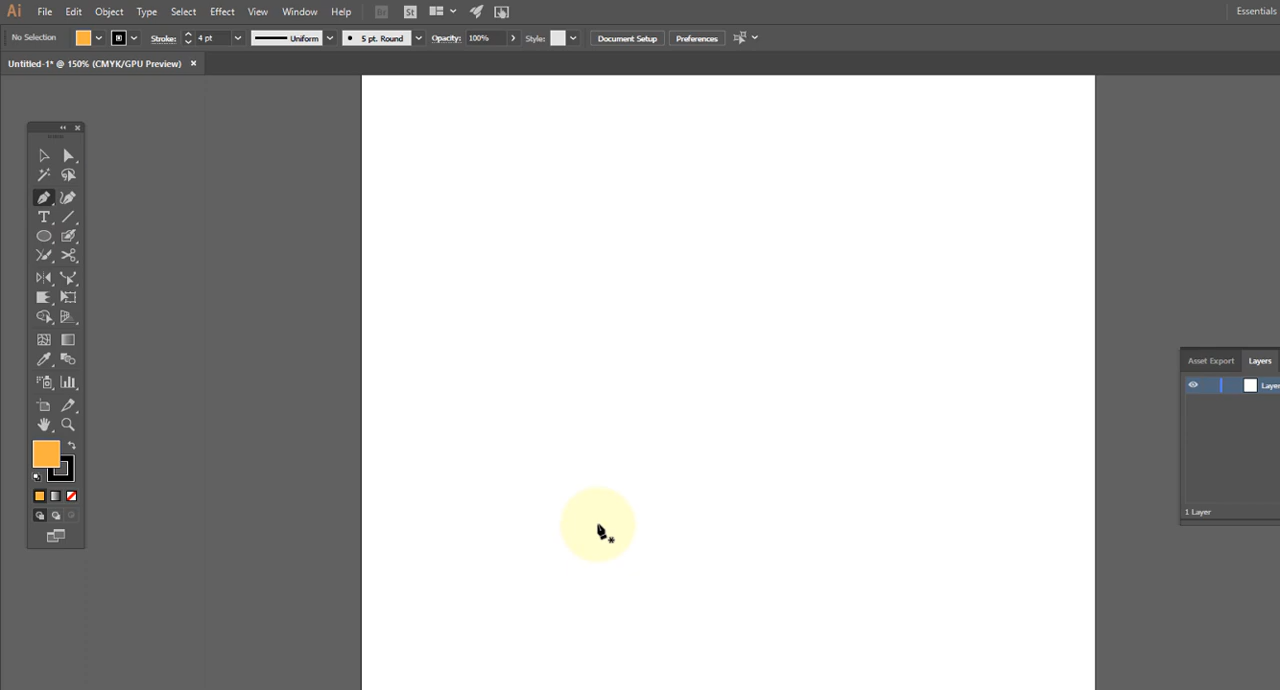 Ai File Edit Object Type Select Effect View Window Help Br St Essentials
No Selection Stroke: 4 pt Uniform 5 pt. Round Opacity: 100% Style: Document Setup Preferences
Untitled-1* @ 150% (CMYK/GPU Preview) ×
T
Asset Export Layers
Layer
1 Layer